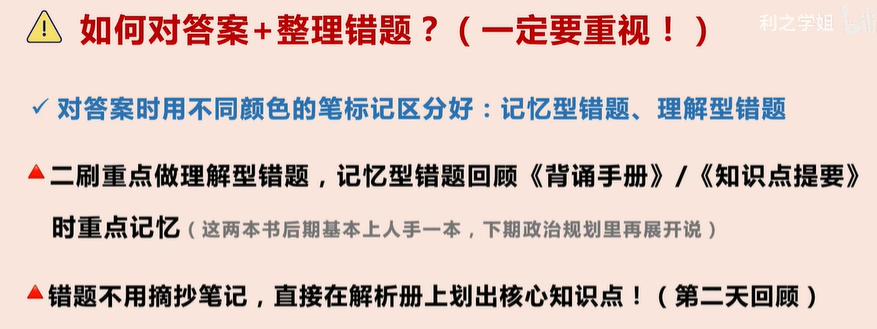 如何对答案+整理错题？（一定要重视！）
利之学姐
✓ 对答案时用不同颜色的笔标记区分好：记忆型错题、理解型错题
二刷重点做理解型错题，记忆型错题回顾《背诵手册》/《知识点提要》
时重点记忆（这两本书后期基本上人手一本，下期政治规划里再展开说）
错题不用摘抄笔记，直接在解析册上划出核心知识点！（第二天回顾）